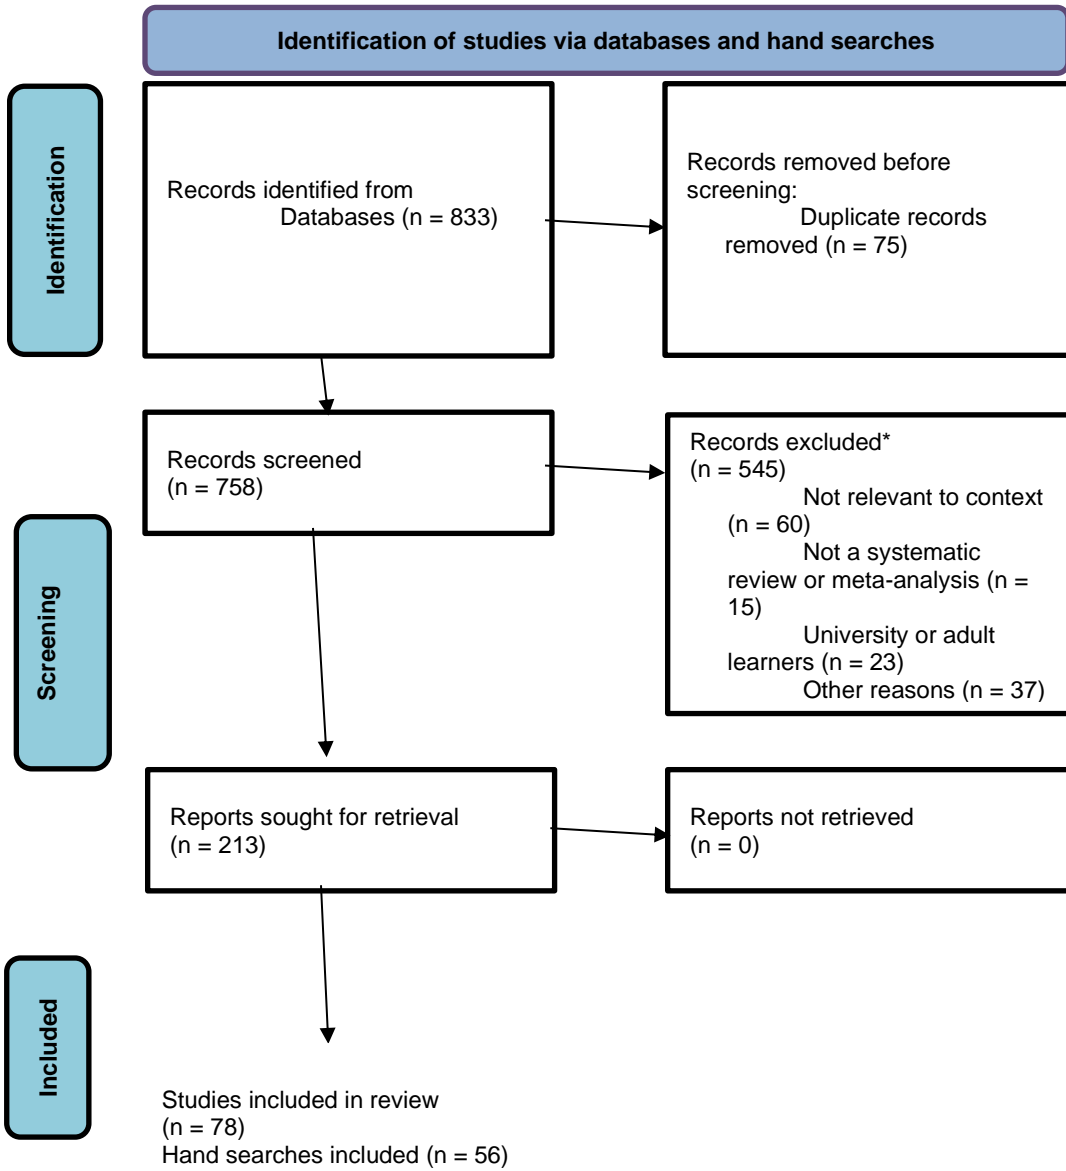 Identification of studies via databases and hand searches
Identification
Records identified from
Databases (n = 833)
Records removed before
screening:
Duplicate records
removed (n = 75)
Screening
Records screened
(n = 758)
Records excluded*
(n = 545)
Not relevant to context
(n = 60)
Not a systematic
review or meta-analysis (n =
15)
University or adult
learners (n = 23)
Other reasons (n = 37)
Reports sought for retrieval
(n = 213)
Reports not retrieved
(n = 0)
Included
Studies included in review
(n = 78)
Hand searches included (n = 56)